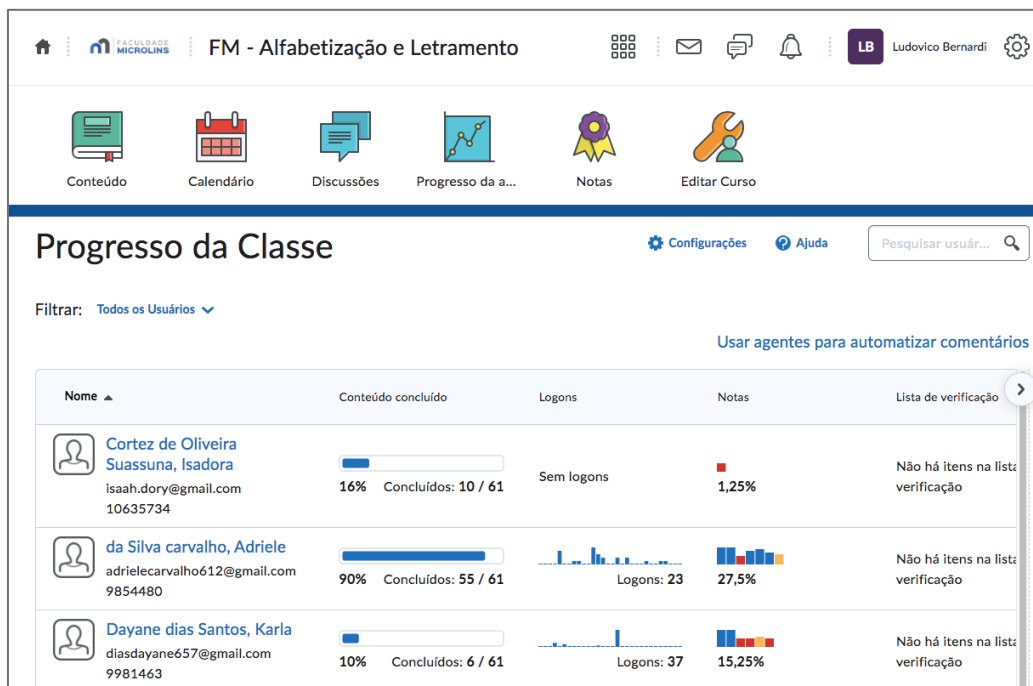 FACULDADE
MICROLINS
FM - Alfabetização e Letramento
LB
Ludovico Bernardi
Conteúdo
Calendário
Discussões
Progresso da a...
Notas
Editar Curso
Progresso da Classe
Configurações
Ajuda
Pesquisar usuár...
Filtrar: Todos os Usuários
Usar agentes para automatizar comentários
Nome Conteúdo concluído Logons Notas Lista de verificação
Cortez de Oliveira
Suassuna, Isadora
isaah.dory@gmail.com
10635734
16% Concluídos: 10 / 61
Sem logons
1,25%
Não há itens na lista
verificação
da Silva carvalho, Adriele
adrielecarvalho612@gmail.com
9854480
90% Concluídos: 55 / 61
Logons: 23
27,5%
Não há itens na lista
verificação
Dayane dias Santos, Karla
diasdayane657@gmail.com
9981463
10% Concluídos: 6 / 61
Logons: 37
15,25%
Não há itens na lista
verificação